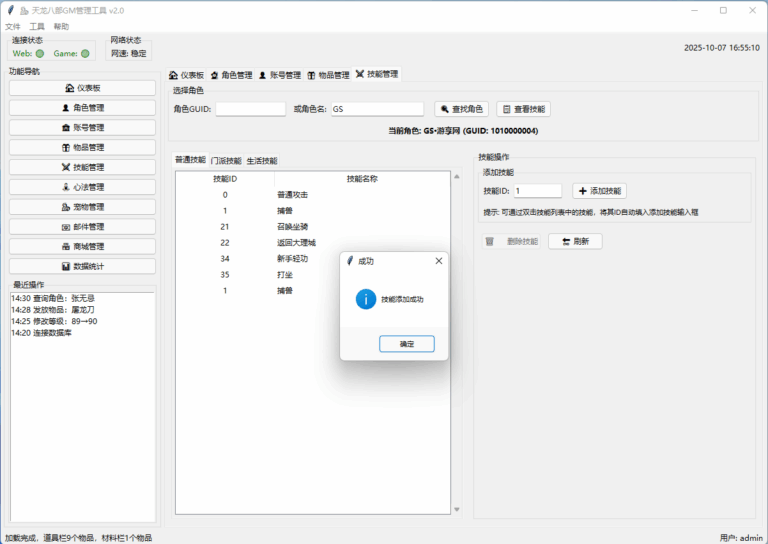 天龙八部GM管理工具 v2.0
文件 工具 帮助
连接状态 网络状态
Web: Game: 网速: 稳定
2025-10-07 16:55:10
功能导航
仪表板
角色管理
账号管理
物品管理
技能管理
心法管理
宠物管理
邮件管理
商城管理
数据统计
最近操作
14:30 查询角色: 张无忌
14:28 发放物品: 屠龙刀
14:25 修改等级: 89→90
14:20 连接数据库
仪表板 角色管理 账号管理 物品管理 技能管理
选择角色
角色GUID: 或角色名: GS 查找角色 查看技能
当前角色: GS·游享网 (GUID: 1010000004)
普通技能 门派技能 生活技能
技能ID 技能名称
0 普通攻击
1 捕兽
21 召唤坐骑
22 返回大理城
34 新手轻功
35 打坐
1 捕兽
技能操作
添加技能
技能ID: 1 添加技能
提示: 可通过双击技能列表中的技能，将其ID自动填入添加技能输入框
删除技能 刷新
成功
技能添加成功
确定
加载完成，道具栏9个物品，材料栏1个物品
用户: admin